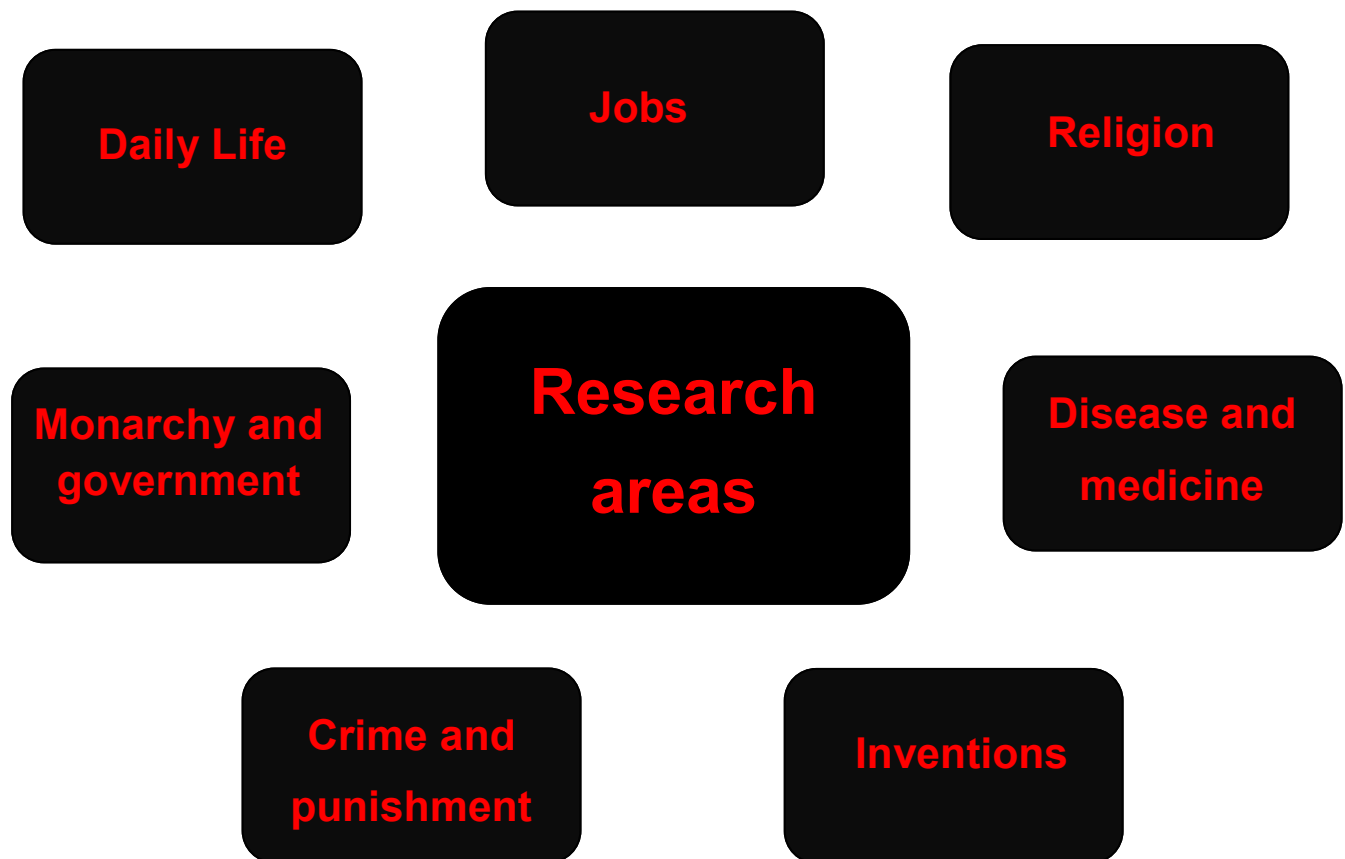 Daily Life
Jobs
Religion
Monarchy and
government
Research
areas
Disease and
medicine
Crime and
punishment
Inventions